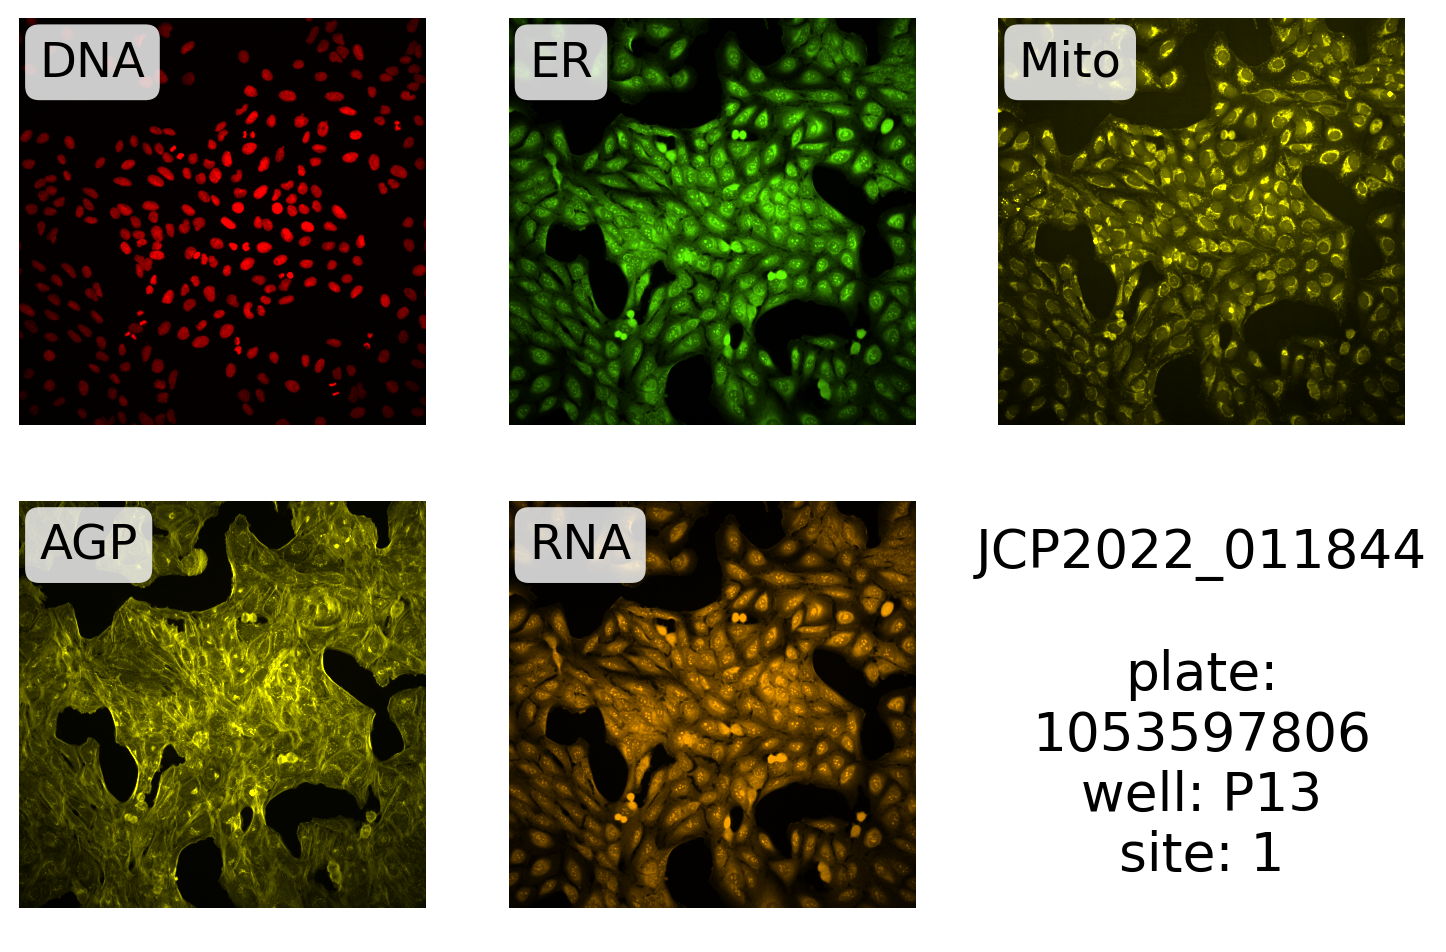 DNA
ER
Mito
AGP
RNA
JCP2022_011844
plate:
1053597806
well: P13
site: 1